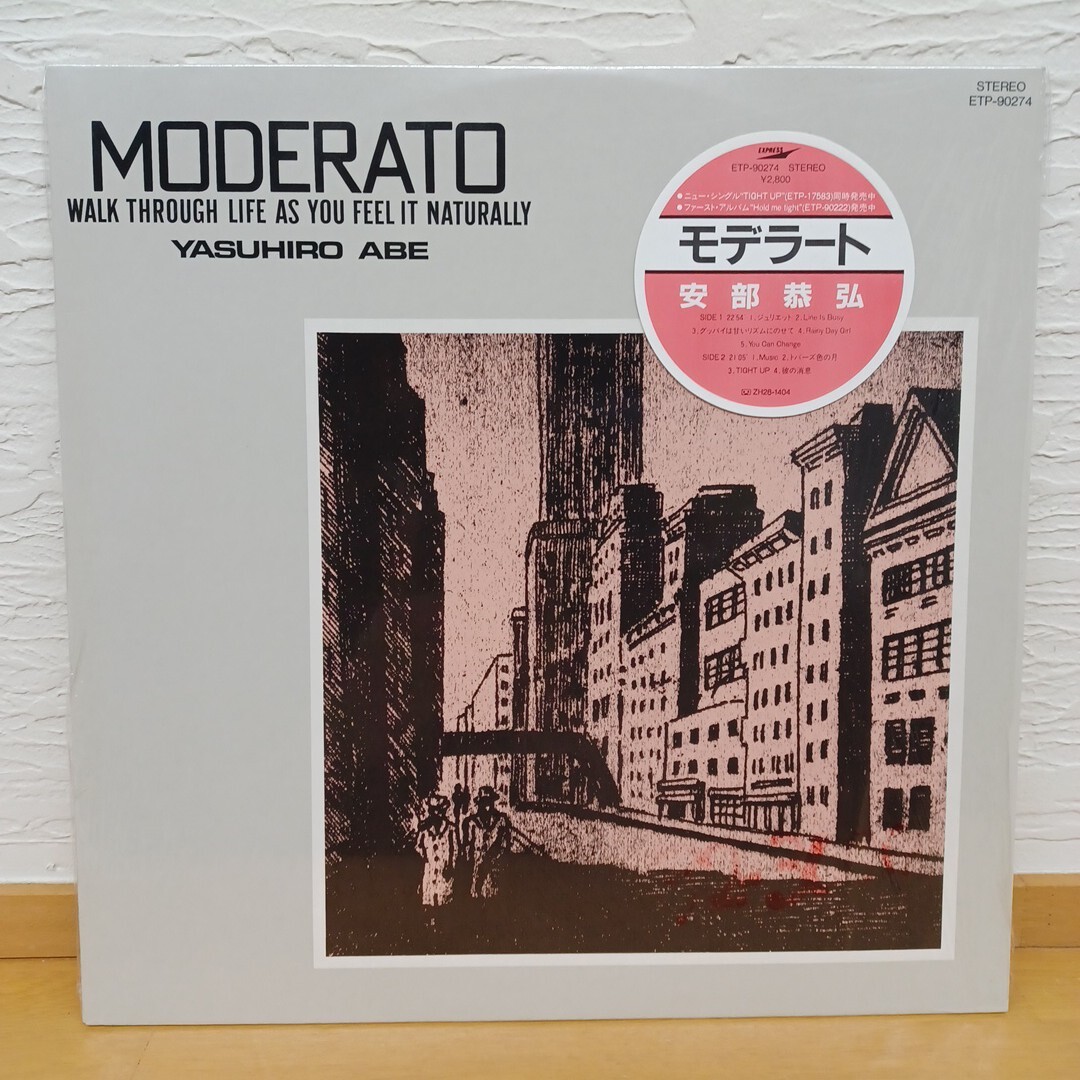 STEREO
ETP-90274
MODERATO
WALK THROUGH LIFE AS YOU FEEL IT NATURALLY
YASUHIRO ABE
EXPRESS
ETP-90274 STEREO
¥2,800
●ニュー・シングル“TIGHT UP”(ETP-17583)同時発売中
●ファースト・アルバム“Hold me tight”(ETP-90222)発売中
モデラート
安部恭弘
SIDE 1 22'54" 1.ジュリエット 2.Line Is Busy
3.グッバイは甘いリズムにのせて 4.Rainy Day Girl
5.You Can Change
SIDE 2 21'05" 1.Music 2.トパーズ色の月
3.TIGHT UP 4.彼の消息
ZH28-1404